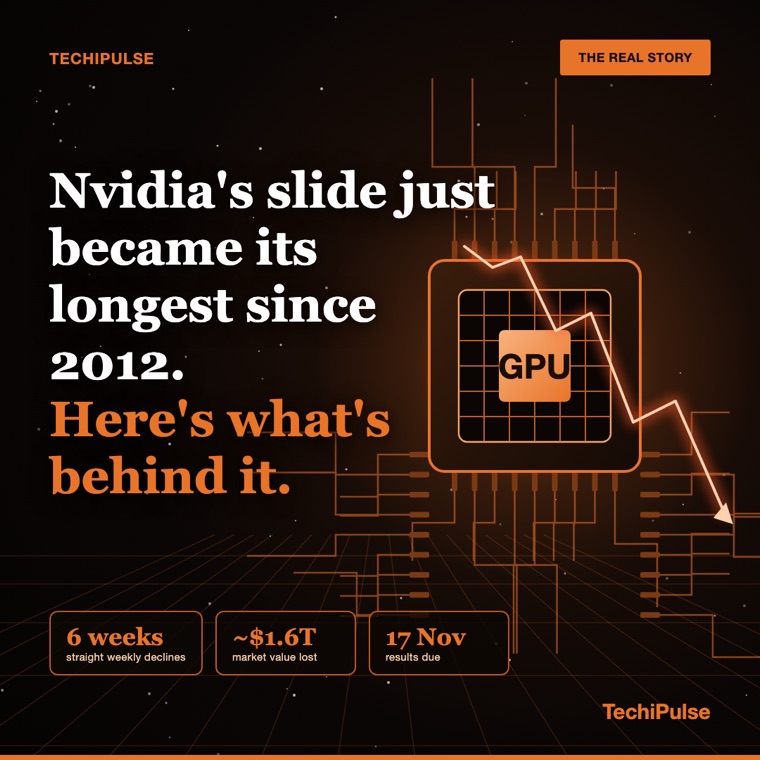 TECHIPULSE
THE REAL STORY
Nvidia's slide just
became its
longest since
2012.
Here's what's
behind it.
GPU
6 weeks
straight weekly declines
~$1.6T
market value lost
17 Nov
results due
TechiPulse